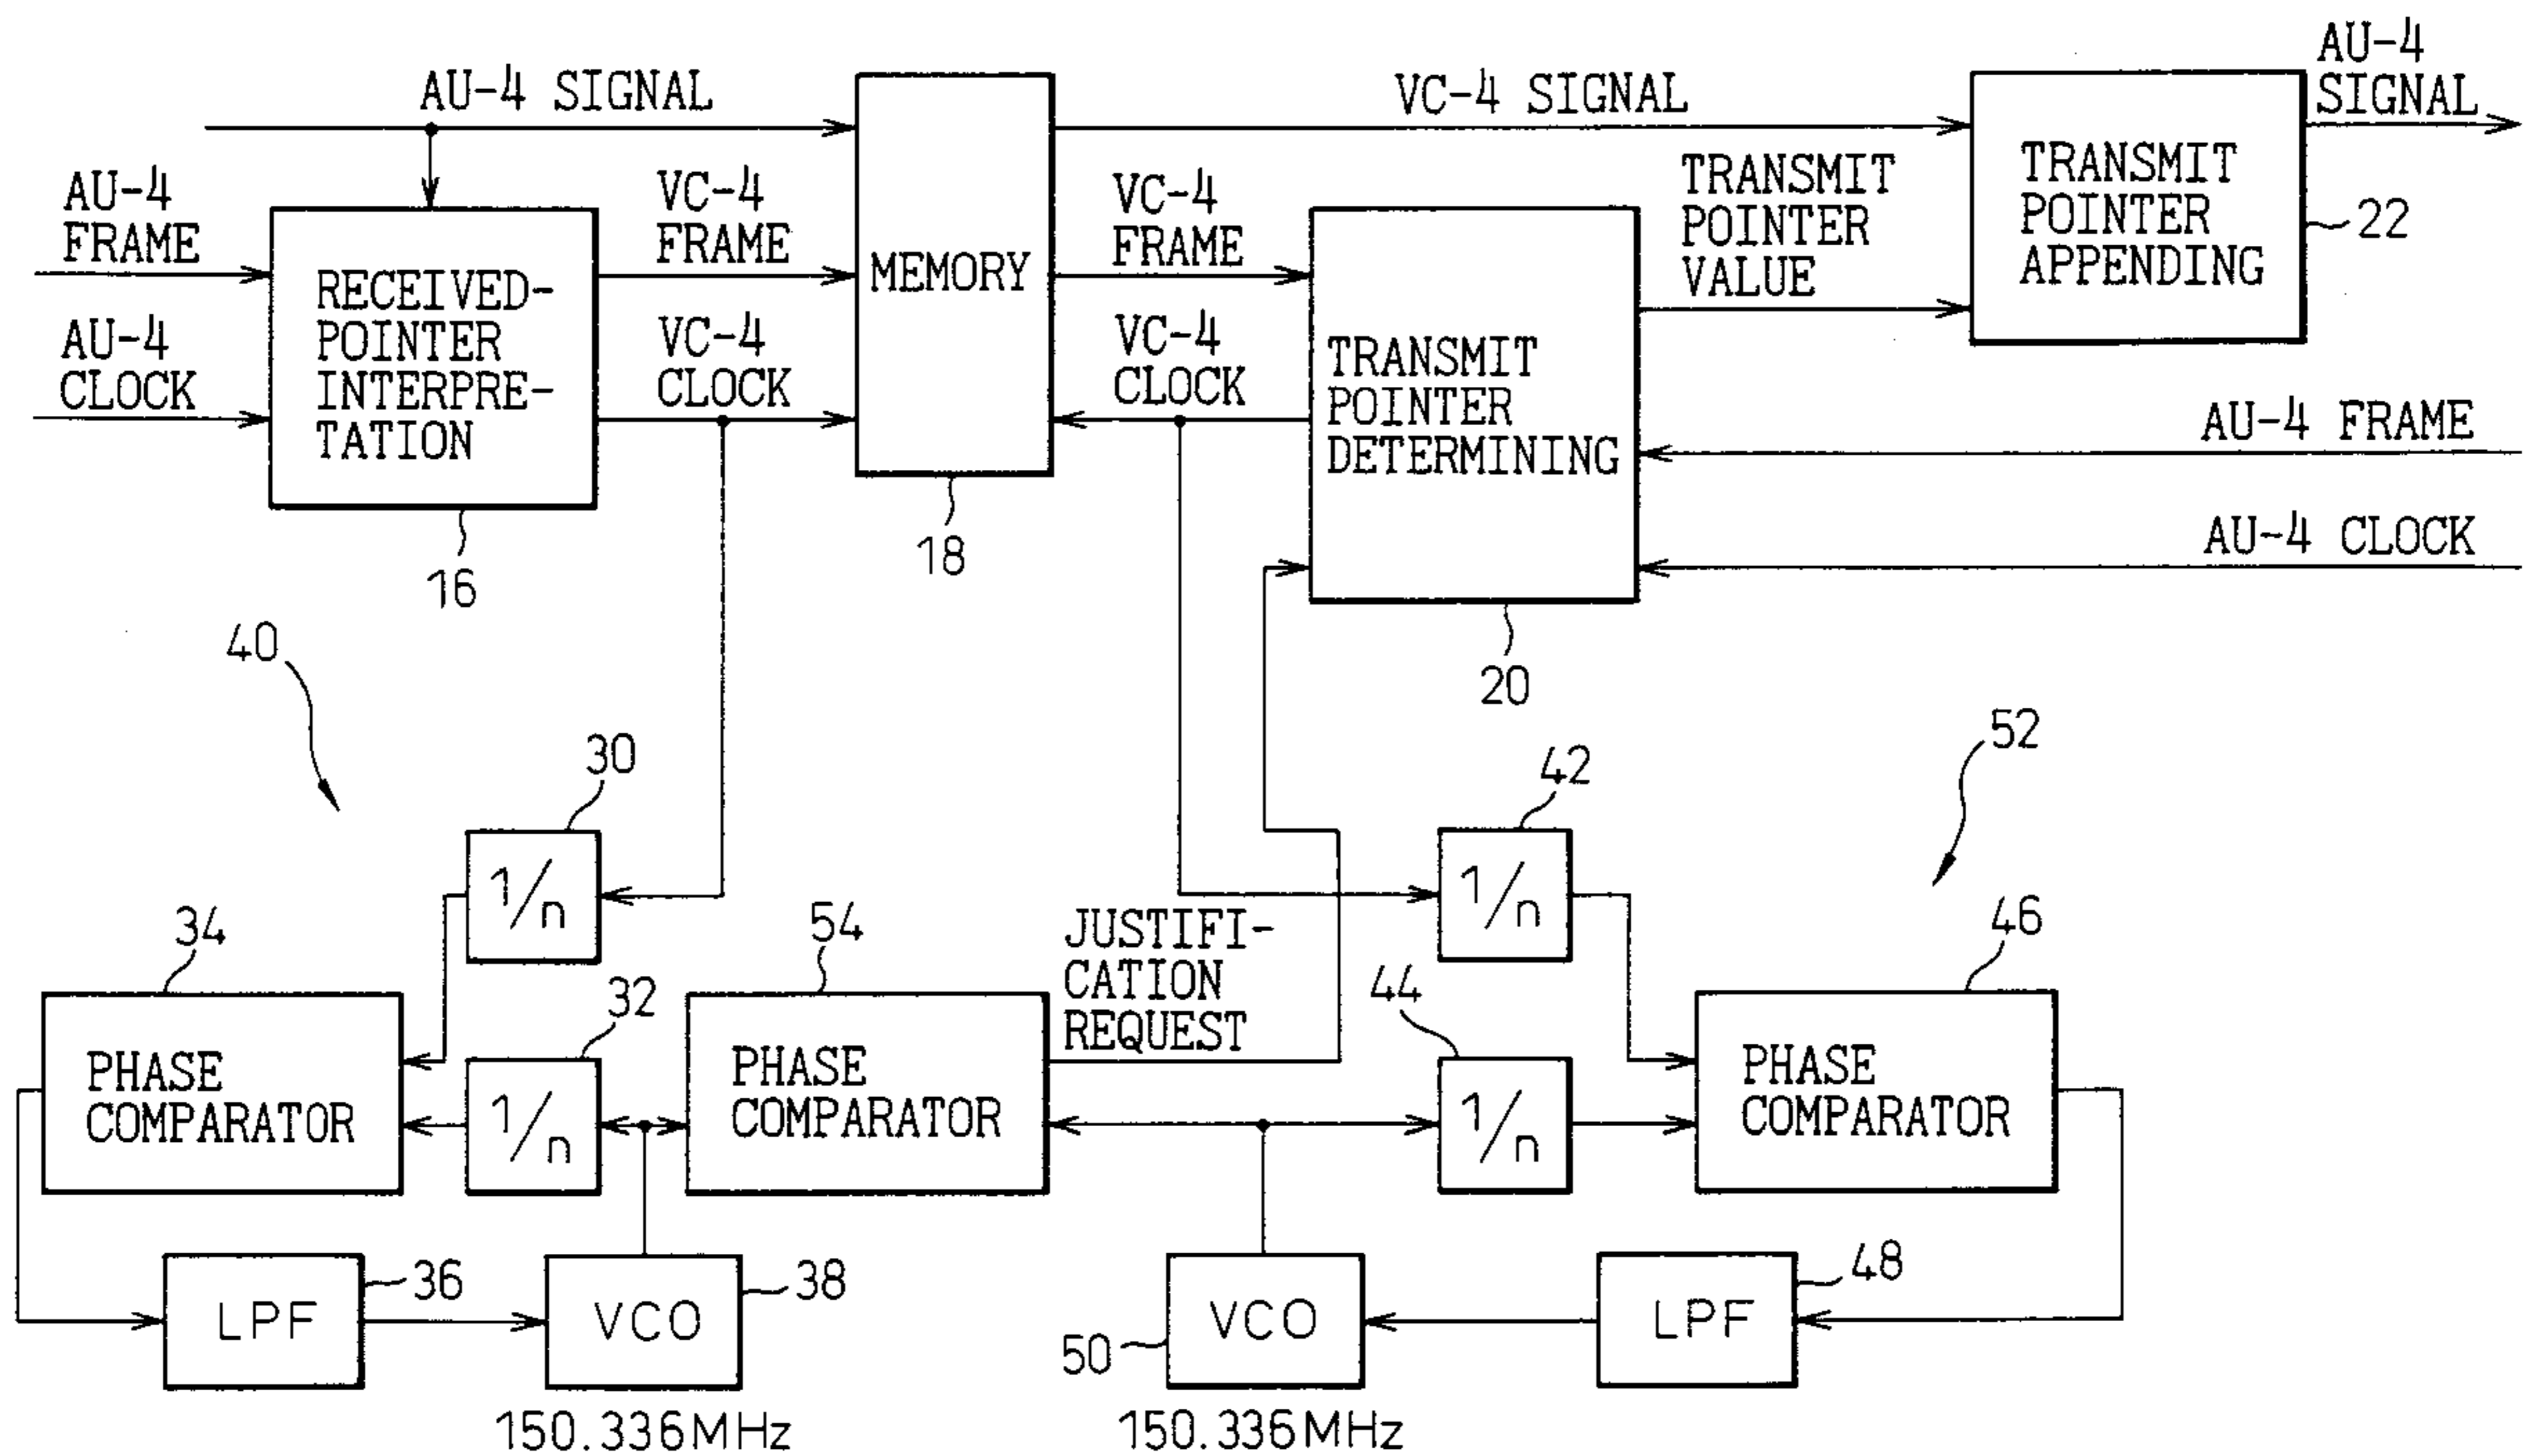 AU-4 SIGNAL
VC-4 SIGNAL
AU-4
SIGNAL
AU-4
FRAME
AU-4
CLOCK
RECEIVED-
POINTER
INTERPRE-
TATION
16
VC-4
FRAME
VC-4
CLOCK
MEMORY
18
VC-4
FRAME
VC-4
CLOCK
TRANSMIT
POINTER
DETERMINING
20
TRANSMIT
POINTER
VALUE
TRANSMIT
POINTER
APPENDING
22
AU-4 FRAME
AU-4 CLOCK
40
30
1/n
34
PHASE
COMPARATOR
32
1/n
54
PHASE
COMPARATOR
JUSTIFI-
CATION
REQUEST
42
1/n
44
1/n
52
46
PHASE
COMPARATOR
LPF
36
VCO
38
150.336MHz
VCO
50
150.336MHz
LPF
48